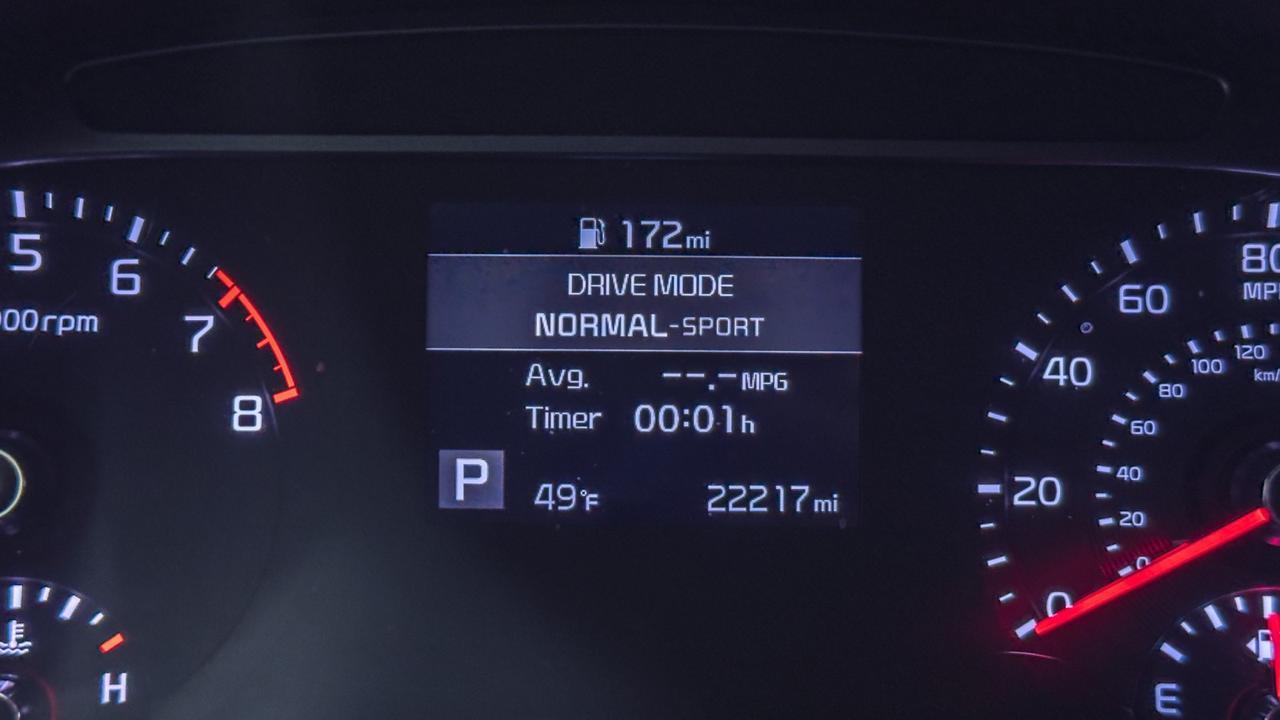 172mi
DRIVE MODE
NORMAL-SPORT
Avg. --.-MPG
Timer 00:01h
P 49°F 22217mi
5
6
7
8
000rpm
H
80
MPH
60
40
20
0
120
100
km/
80
60
40
20
0
E